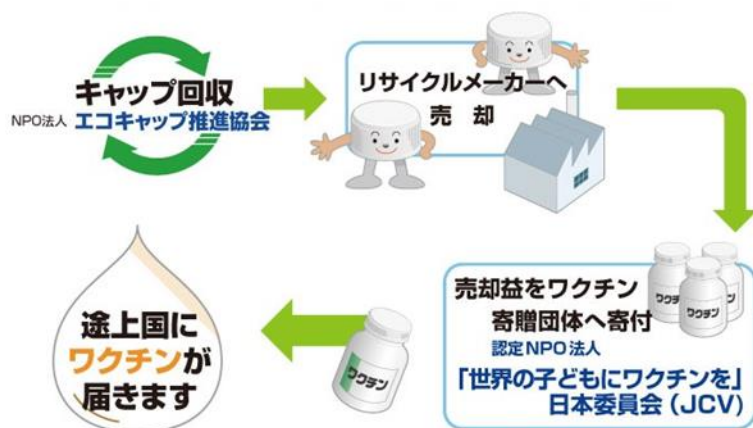 キャップ回収
NPO法人 エコキャップ推進協会
リサイクルメーカーへ
売 却
売却益をワクチン
寄贈団体へ寄付
認定NPO法人
「世界の子どもにワクチンを」
日本委員会(JCV)
ワクチン
ワクチン
ワクチン
ワクチン
途上国に
ワクチンが
届きます